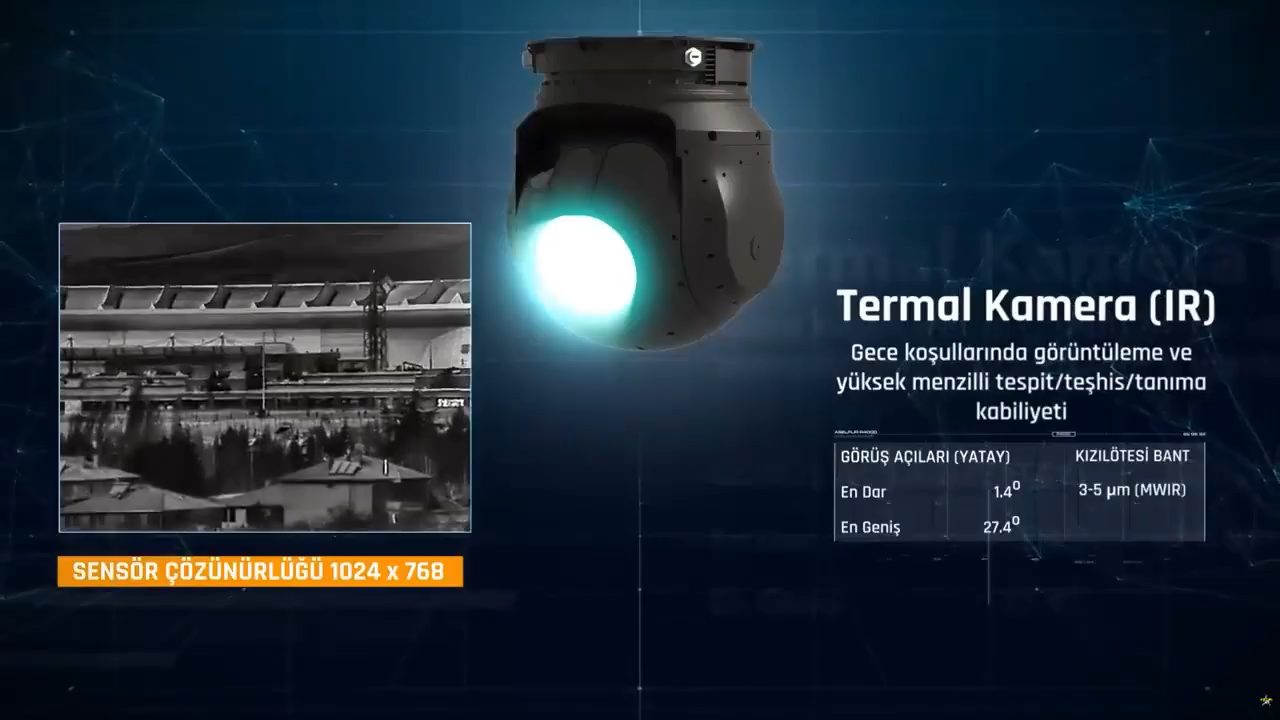 Termal Kamera (IR)
Gece koşullarında görüntüleme ve
yüksek menzilli tespit/teşhis/tanıma
kabiliyeti
GÖRÜŞ AÇILARI (YATAY) KIZILÖTESİ BANT
En Dar 1.4⁰ 3-5 µm (MWIR)
En Geniş 27.4⁰
SENSÖR ÇÖZÜNÜRLÜĞÜ 1024 x 768